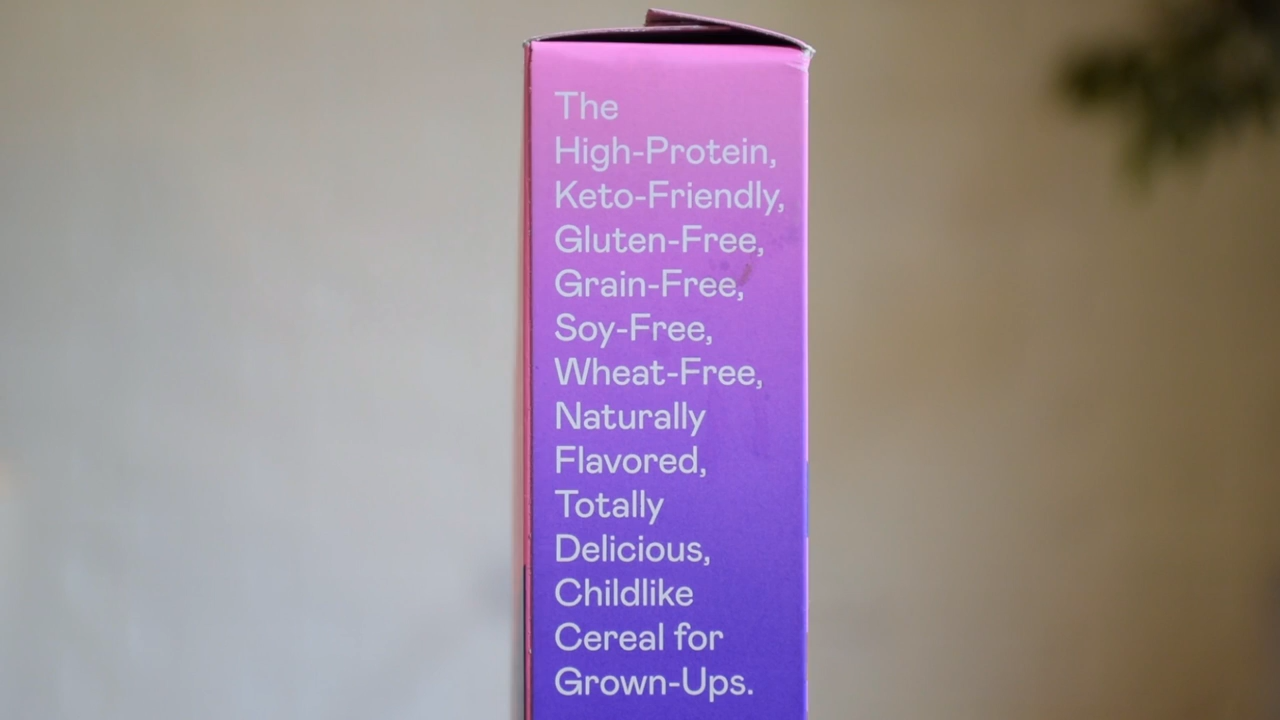 The
High-Protein,
Keto-Friendly,
Gluten-Free,
Grain-Free,
Soy-Free,
Wheat-Free,
Naturally
Flavored,
Totally
Delicious,
Childlike
Cereal for
Grown-Ups.